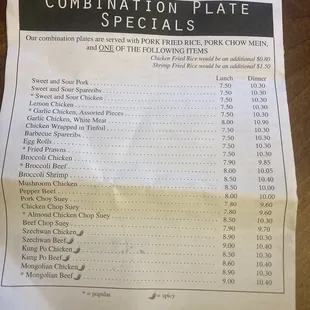 COMBINATION PLATE
SPECIALS
Our combination plates are served with PORK FRIED RICE, PORK CHOW MEIN,
and ONE OF THE FOLLOWING ITEMS
Chicken Fried Rice would be an additional $0.80
Shrimp Fried Rice would be an additional $1.50
Lunch Dinner
Sweet and Sour Pork 7.50 10.30
Sweet and Sour Spareribs 7.50 10.30
* Sweet and Sour Chicken 7.50 10.30
Lemon Chicken 7.50 10.30
* Garlic Chicken, Assorted Pieces 7.50 10.30
Garlic Chicken, White Meat 8.00 10.90
Chicken Wrapped in Tinfoil 7.50 10.30
Barbecue Spareribs 7.50 10.30
Egg Rolls 7.50 10.30
* Fried Prawns 7.50 10.30
Broccoli Chicken 7.90 9.85
* Broccoli Beef 8.00 10.05
Broccoli Shrimp 8.50 10.40
Mushroom Chicken 8.50 10.00
Pepper Beef 8.00 10.00
Pork Choy Suey 7.80 9.60
Chicken Chop Suey 7.80 9.60
* Almond Chicken Chop Suey 8.50 10.30
Beef Chop Suey 7.90 9.70
Szechwan Chicken 8.90 10.30
Szechwan Beef 9.00 10.40
Kung Po Chicken 8.50 10.30
Kung Po Beef 8.60 10.40
Mongolian Chicken 8.90 10.30
* Mongolian Beef 9.00 10.40
* = popular = spicy